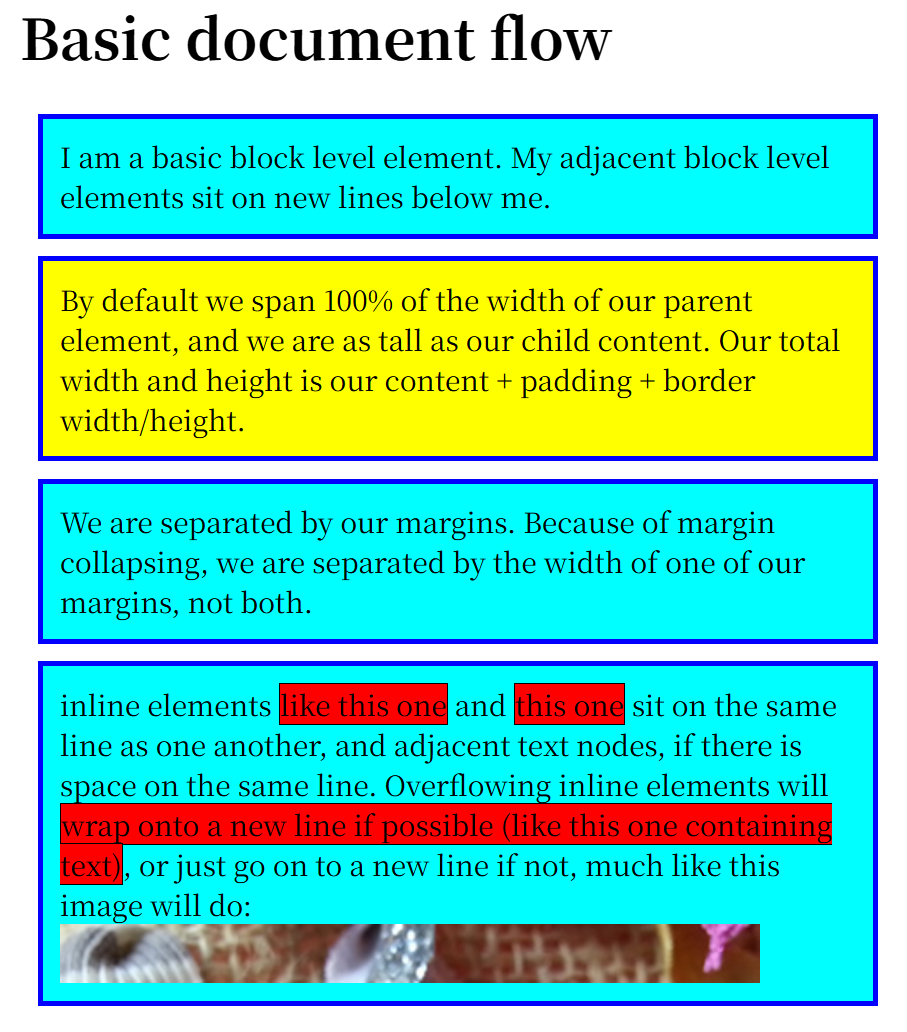 Basic document flow
I am a basic block level element. My adjacent block level
elements sit on new lines below me.
By default we span 100% of the width of our parent
element, and we are as tall as our child content. Our total
width and height is our content + padding + border
width/height.
We are separated by our margins. Because of margin
collapsing, we are separated by the width of one of our
margins, not both.
inline elements like this one and this one sit on the same
line as one another, and adjacent text nodes, if there is
space on the same line. Overflowing inline elements will
wrap onto a new line if possible (like this one containing
text), or just go on to a new line if not, much like this
image will do: